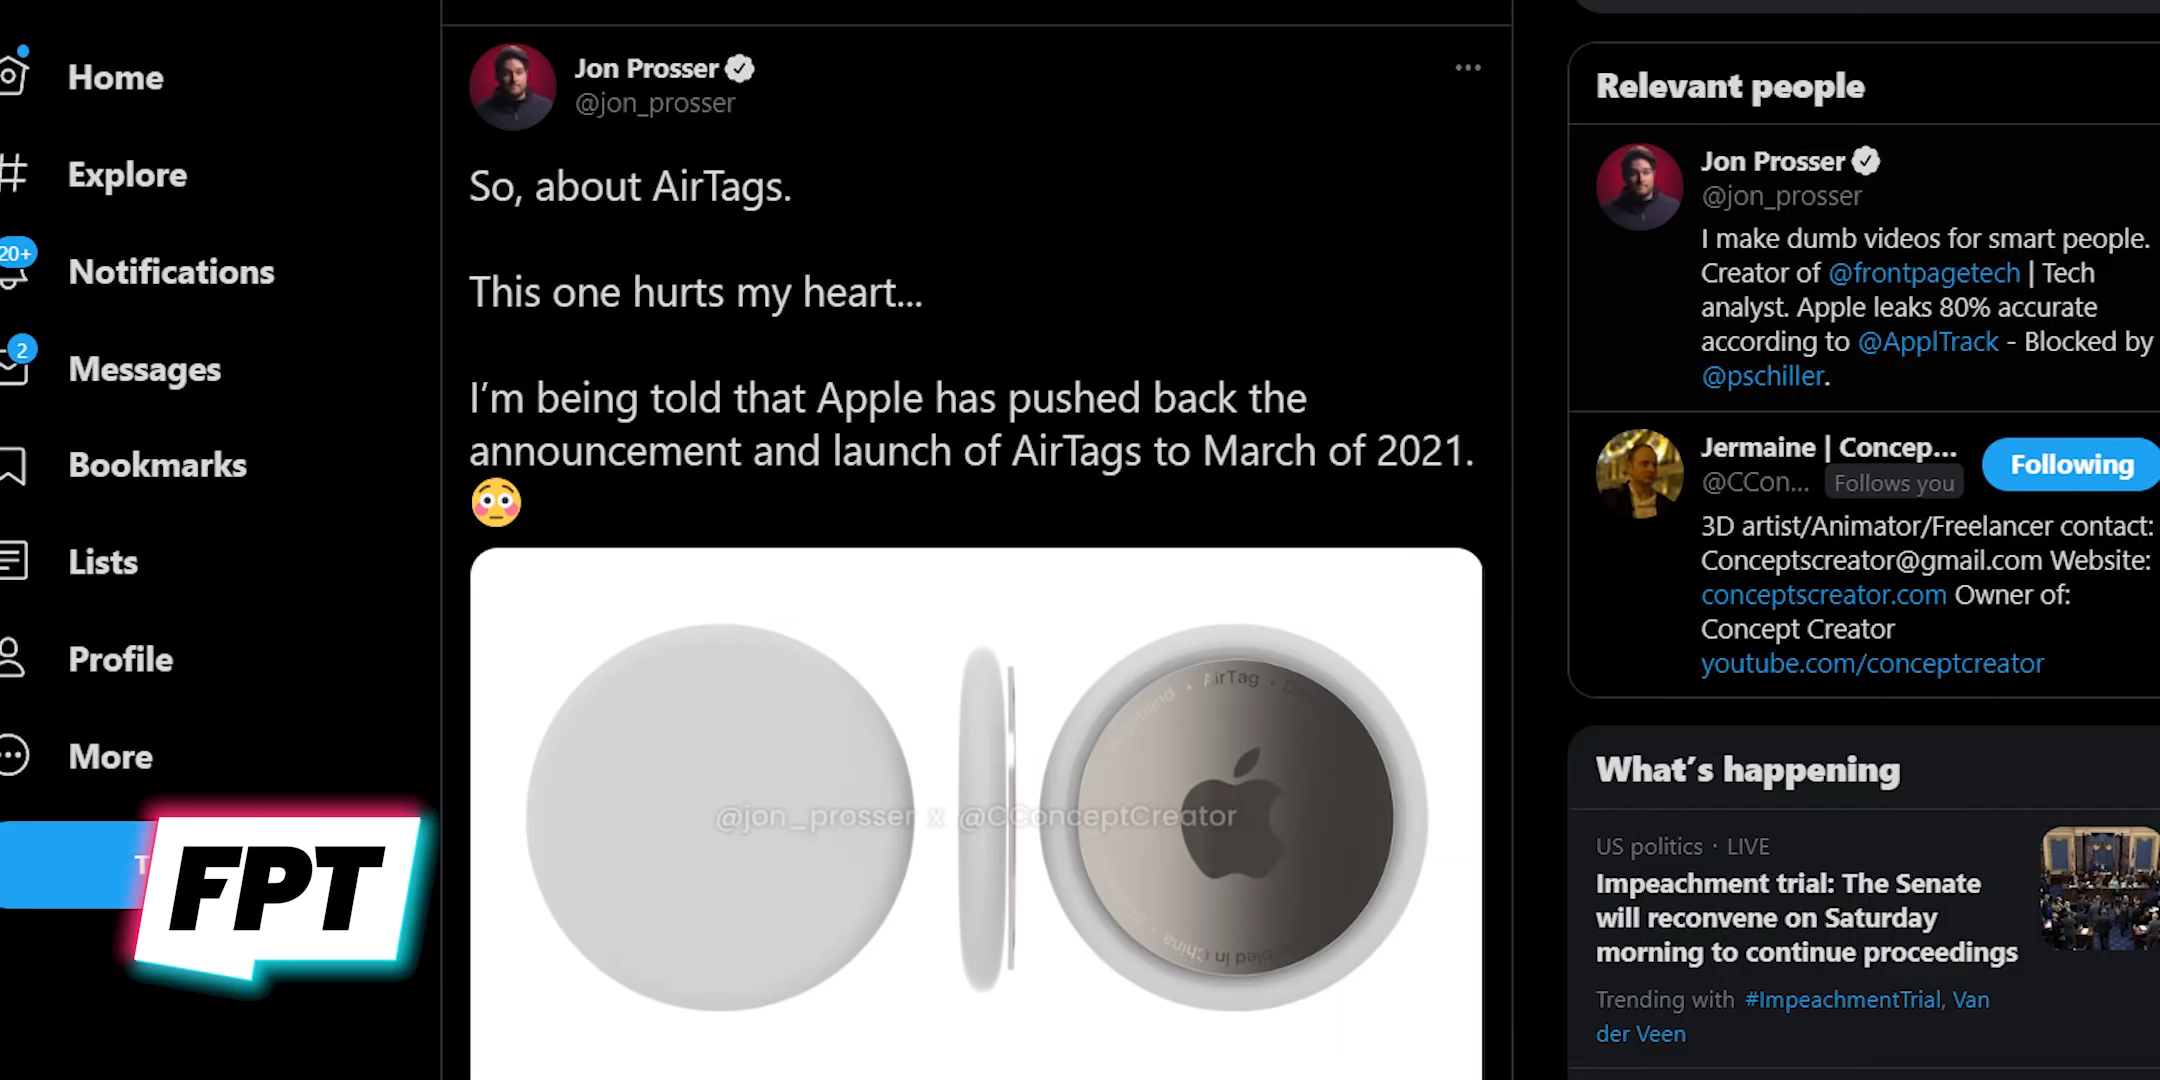 Home
Explore
20+
Notifications
2
Messages
Bookmarks
Lists
Profile
More
FPT
Jon Prosser
@jon_prosser
So, about AirTags.
This one hurts my heart...
I'm being told that Apple has pushed back the
announcement and launch of AirTags to March of 2021.
@jon_prosser x @CConceptCreator
AirTag
Relevant people
Jon Prosser
@jon_prosser
I make dumb videos for smart people.
Creator of @frontpagetech | Tech
analyst. Apple leaks 80% accurate
according to @ApplTrack - Blocked by
@pschiller.
Jermaine | Concep...
@CCon... Follows you
Following
3D artist/Animator/Freelancer contact:
Conceptscreator@gmail.com Website:
conceptscreator.com Owner of:
Concept Creator
youtube.com/conceptcreator
What's happening
US politics · LIVE
Impeachment trial: The Senate
will reconvene on Saturday
morning to continue proceedings
Trending with #ImpeachmentTrial, Van
der Veen